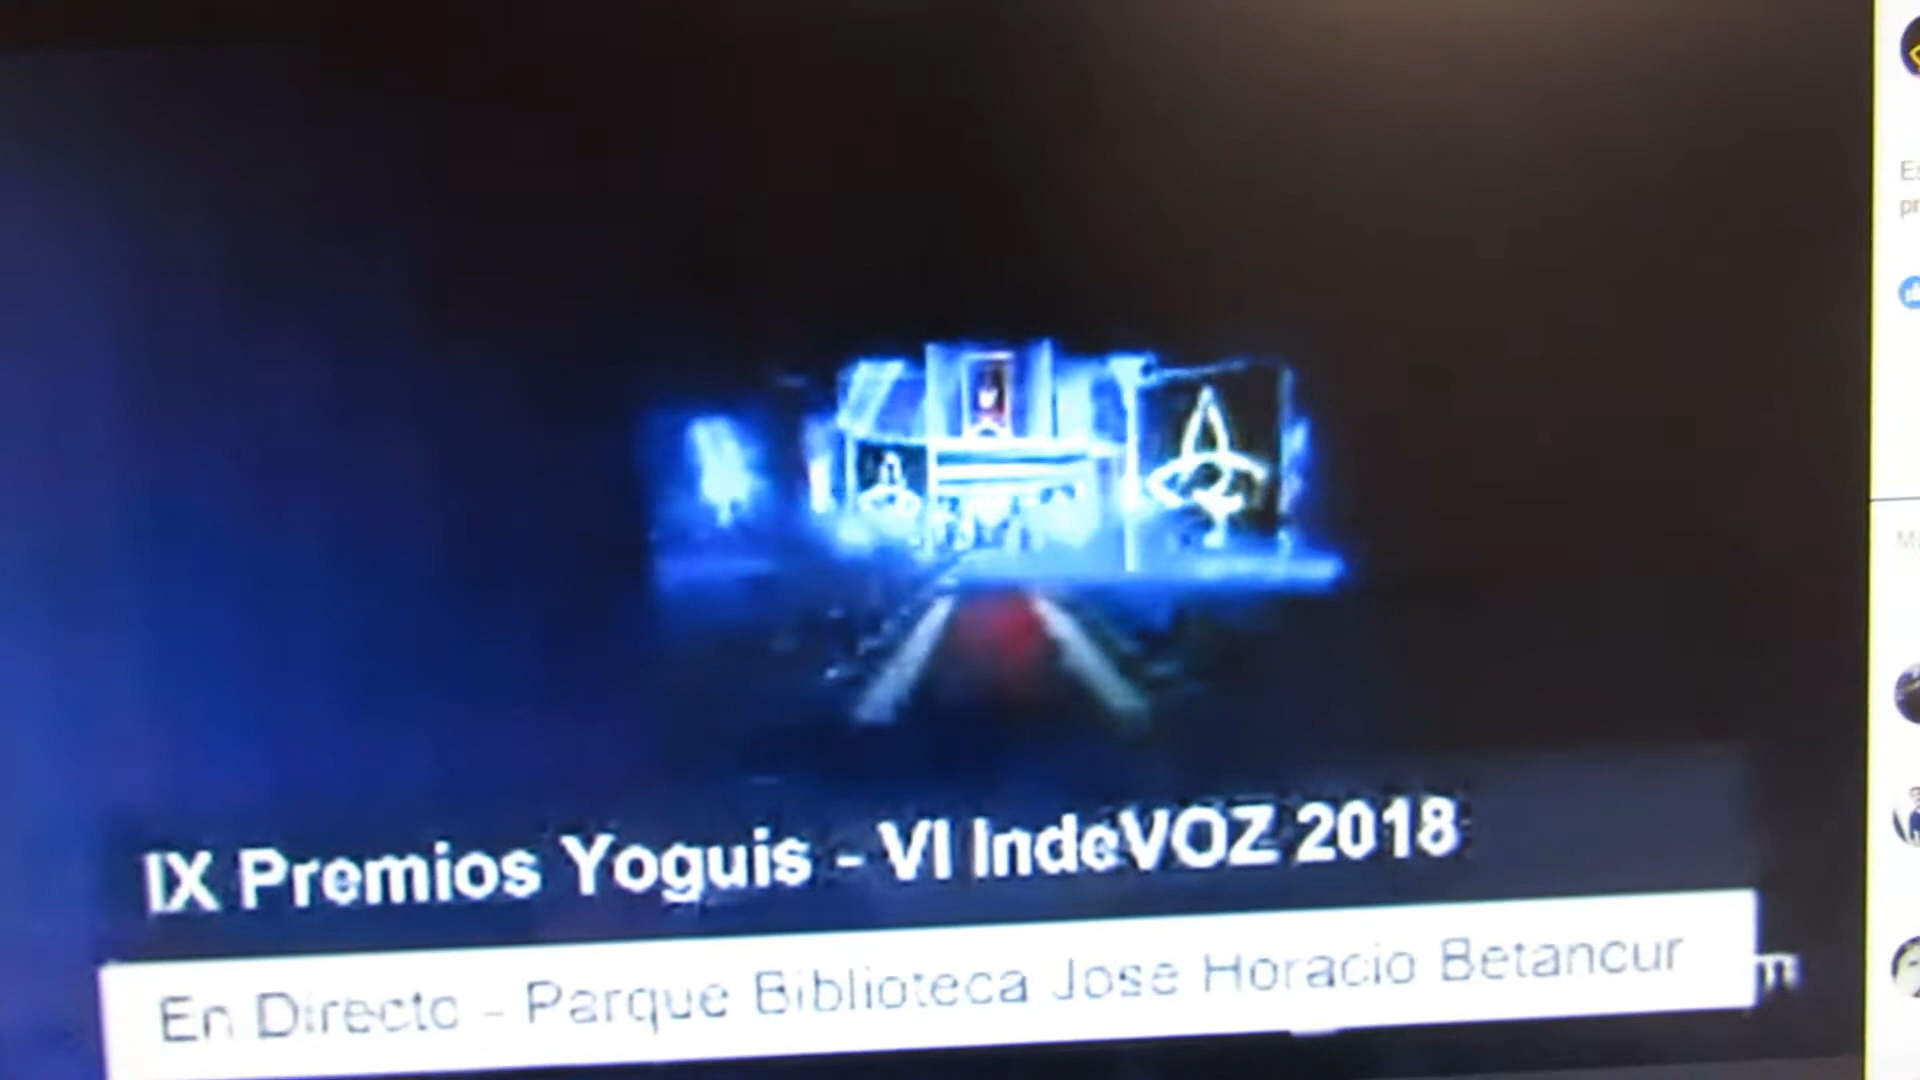 IX Premios Yoguis - VI IndeVOZ 2018
En Directo - Parque Biblioteca Jose Horacio Betancur